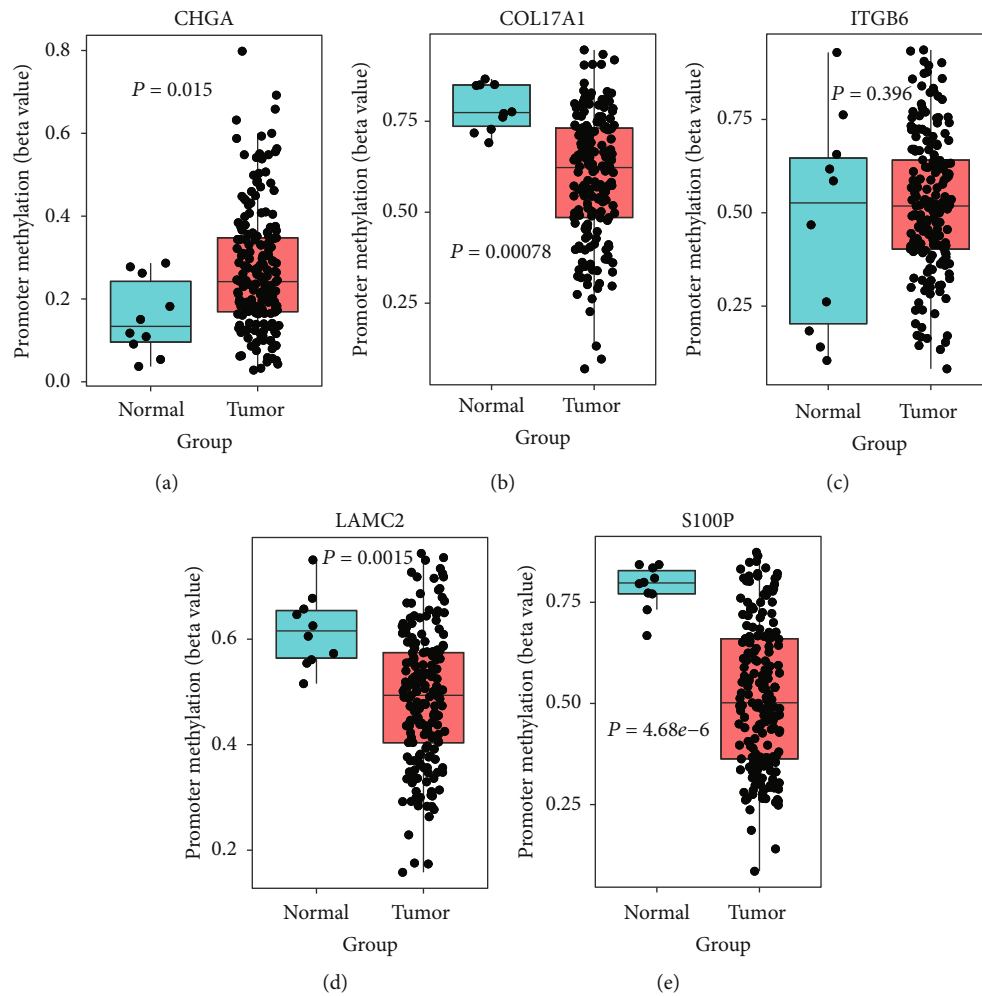 CHGA
Promoter methylation (beta value)
0.8
0.6
0.4
0.2
0.0
P = 0.015
Normal
Tumor
Group
(a)
COL17A1
Promoter methylation (beta value)
0.75
0.50
0.25
P = 0.00078
Normal
Tumor
Group
(b)
ITGB6
Promoter methylation (beta value)
0.75
0.50
0.25
P = 0.396
Normal
Tumor
Group
(c)
LAMC2
Promoter methylation (beta value)
0.6
0.4
0.2
P = 0.0015
Normal
Tumor
Group
(d)
S100P
Promoter methylation (beta value)
0.75
0.50
0.25
P = 4.68e−6
Normal
Tumor
Group
(e)